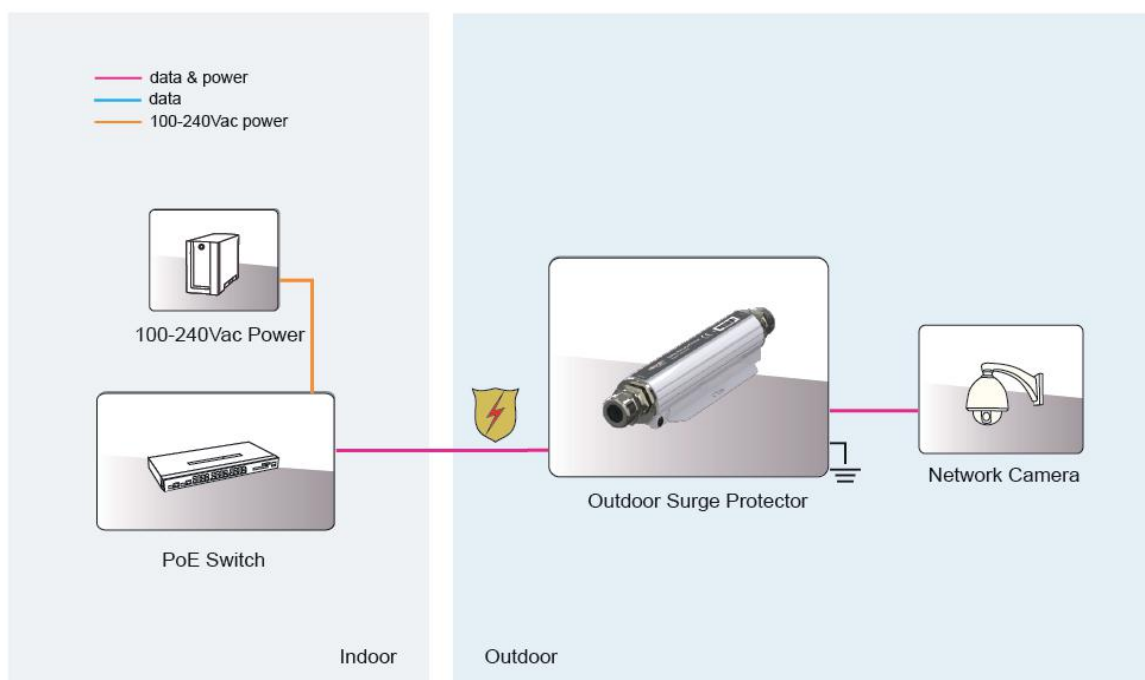 data & power
data
100-240Vac power
100-240Vac Power
PoE Switch
Outdoor Surge Protector
Network Camera
Indoor
Outdoor